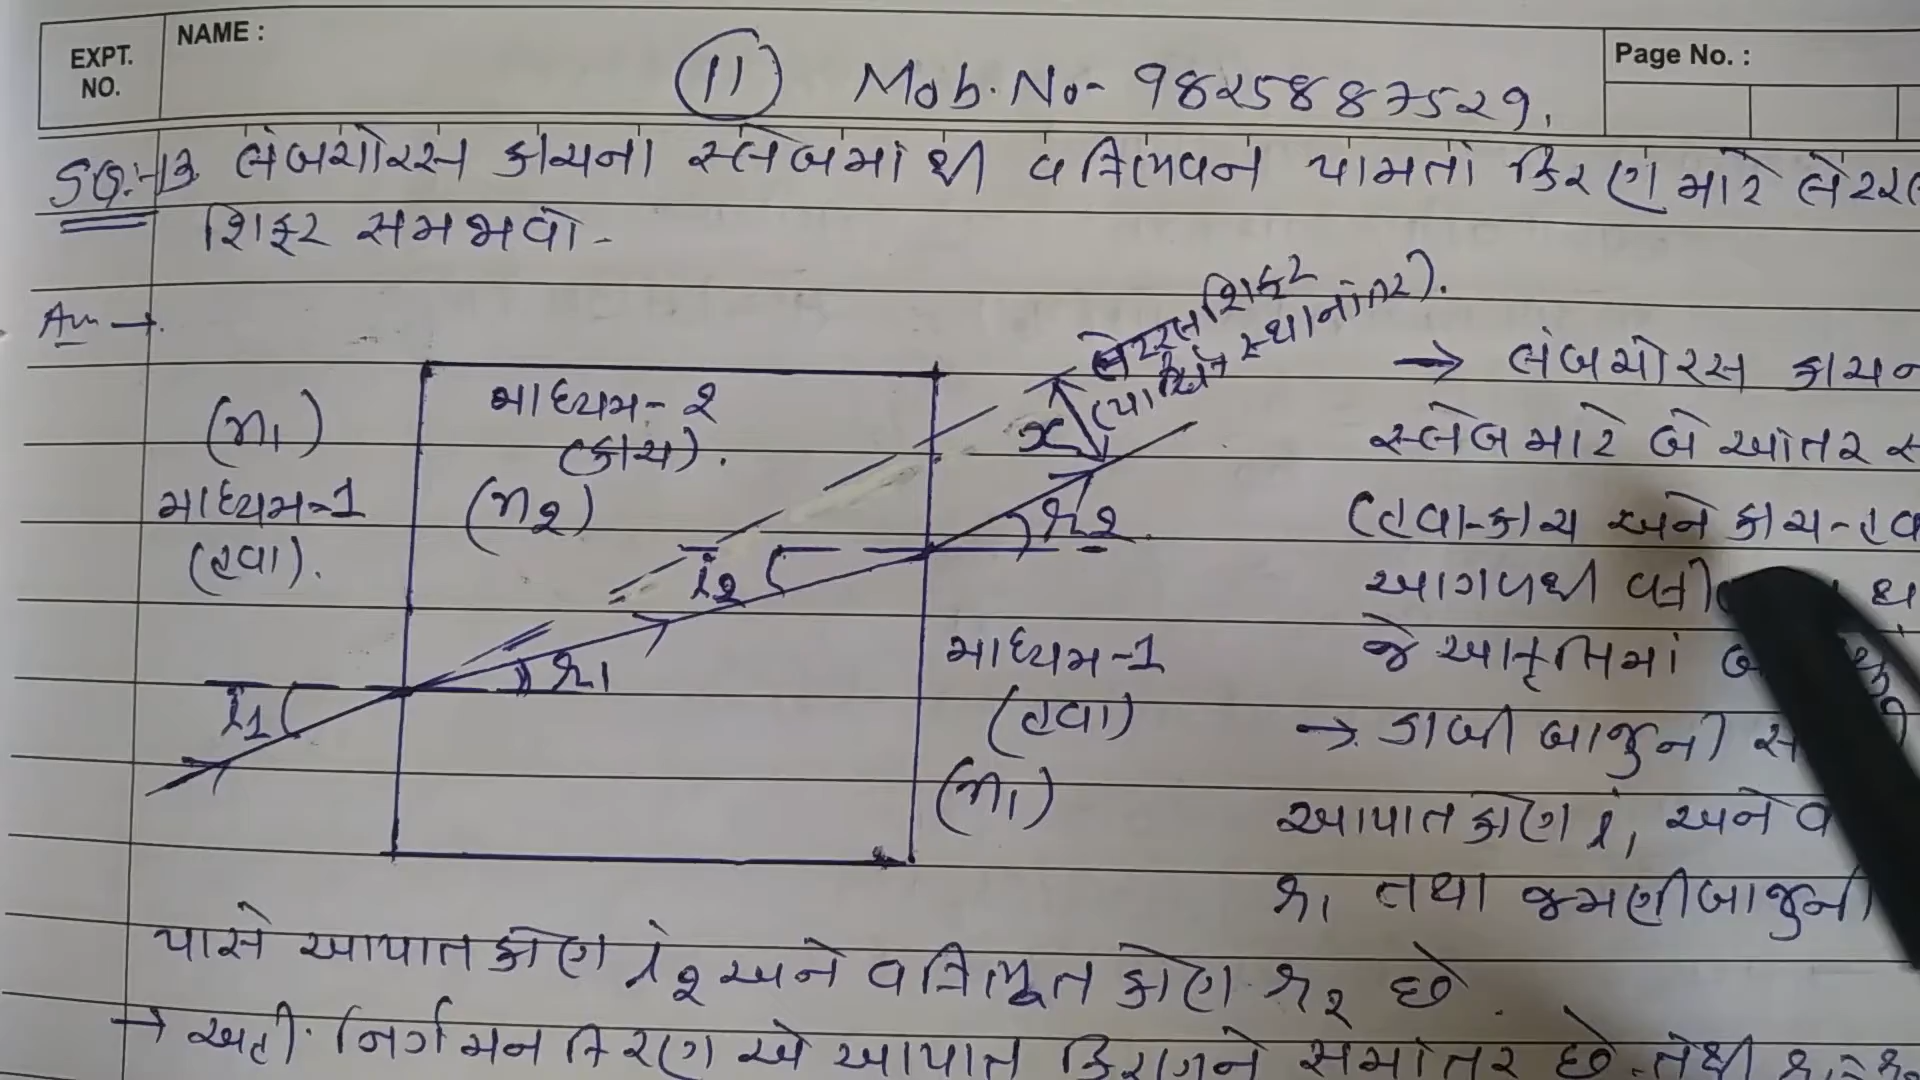 EXPT. NO.
NAME :
Page No. :
(11) Mob. No- 9825887529.
SQ:-13 લંબચોરસ કાચના સ્લેબમાંથી વક્રીભવન પામતાં કિરણ માટે લેટરલ
શિફ્ટ સમજાવો-
Ans →
લેટરલ શિફ્ટ
(પાર્શ્વિક સ્થાનાંતર).
x
(n1)
માધ્યમ-1
(હવા).
માધ્યમ-2
(કાચ).
(n2)
i2
r2
r1
i1
માધ્યમ-1
(હવા)
(n1)
→ લંબચોરસ કાચના
સ્લેબ માટે બે આંતર
(હવા-કાચ અને કાચ-હવા
આગળથી
જે આકૃતિમાં
→ ડાબી બાજુની
આપાતકોણ i1 અને
r1 તથા જમણીબાજુની
પાસે આપાતકોણ i2 અને વક્રીભૂત કોણ r2 છે.
→ અહીં નિર્ગમન કિરણ એ આપાત કિરણને સમાંતર છે. તેથી